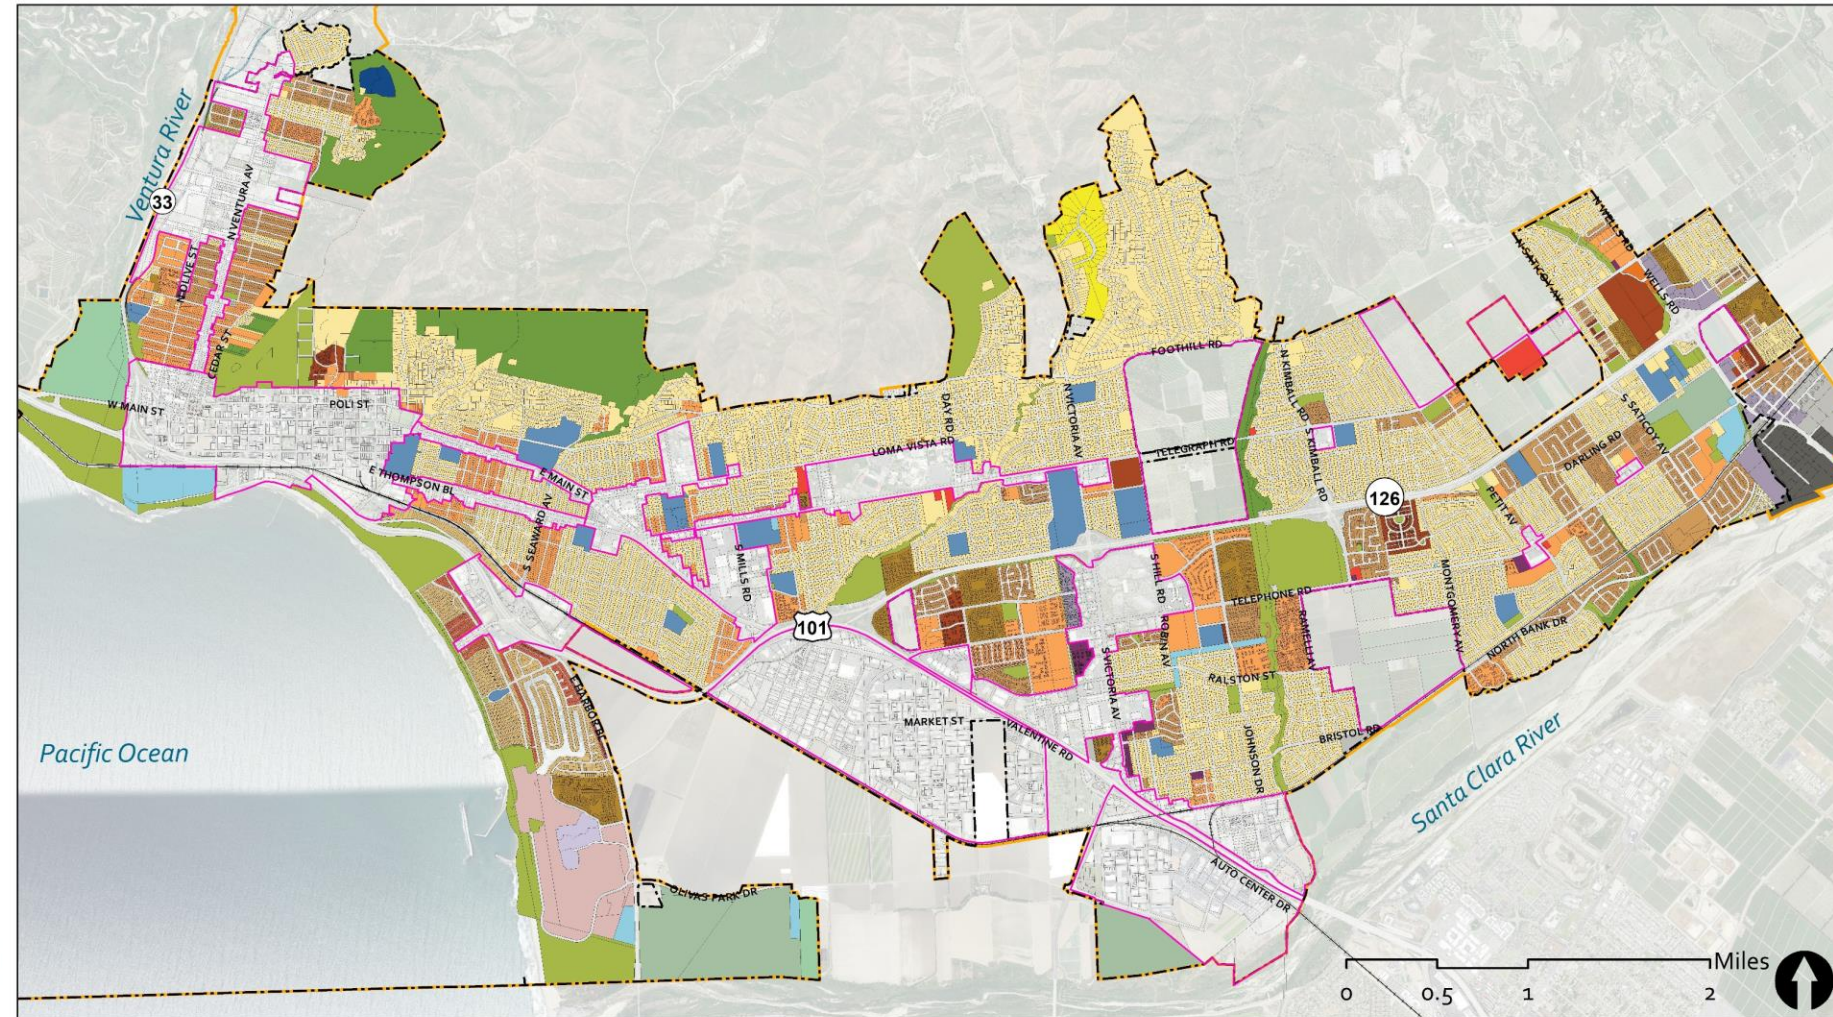 Ventura River
33
N VENTURA AV
N OLIVE ST
CEDAR ST
W MAIN ST
POLI ST
E THOMPSON BL
E MAIN ST
S SEAWARD AV
S MILLS RD
LOMA VISTA RD
DAY RD
N VICTORIA AV
FOOTHILL RD
TELEGRAPH RD
N KIMBALL RD
S KIMBALL RD
N WELLS RD
N SATICOY AV
WELLS RD
S SATICOY AV
DARLING RD
PETIT AV
126
101
S HILL RD
TELEPHONE RD
ROBIN AV
RAMELLI AV
MONTGOMERY AV
NORTH BANK DR
S VICTORIA AV
RALSTON ST
E HARBOR BL
MARKET ST
VALENTINE RD
JOHNSON DR
BRISTOL RD
Pacific Ocean
Santa Clara River
AUTO CENTER DR
OLIVAS PARK DR
Miles
0 0.5 1 2